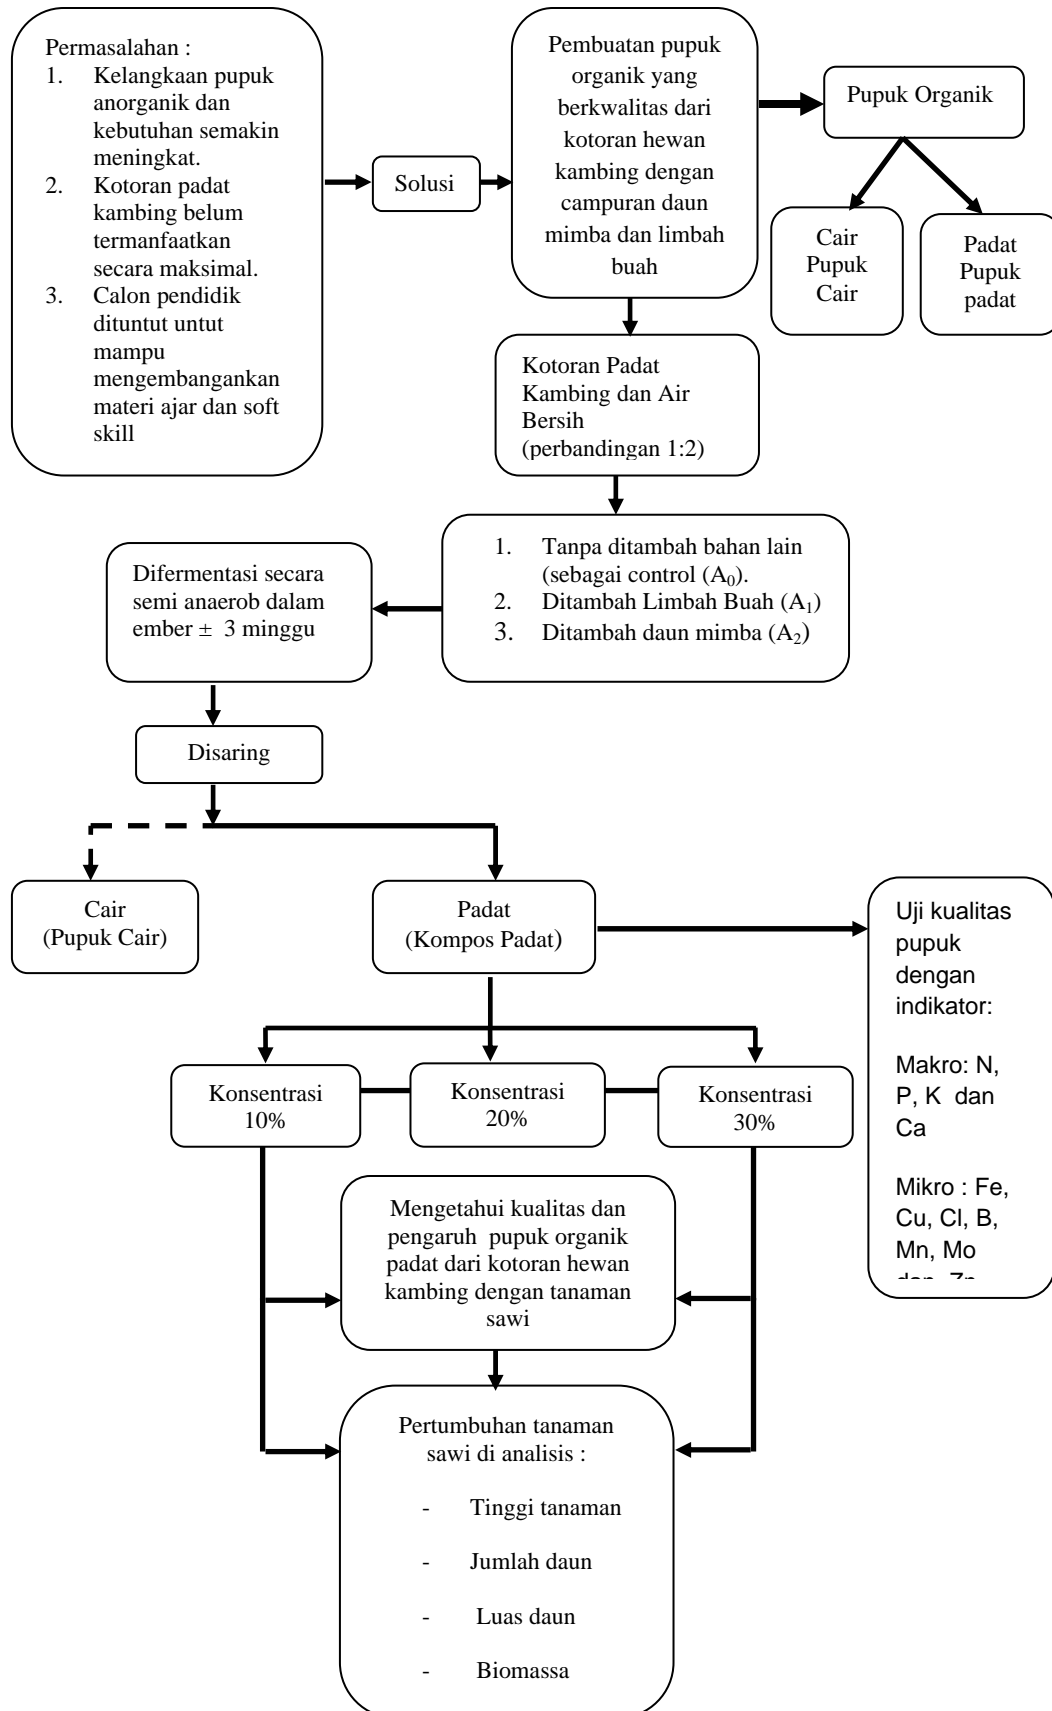 Permasalahan :
1. Kelangkaan pupuk
anorganik dan
kebutuhan semakin
meningkat.
2. Kotoran padat
kambing belum
termanfaatkan
secara maksimal.
3. Calon pendidik
dituntut untut
mampu
mengembangankan
materi ajar dan soft
skill
Solusi
Pembuatan pupuk
organik yang
berkwalitas dari
kotoran hewan
kambing dengan
campuran daun
mimba dan limbah
buah
Pupuk Organik
Cair
Pupuk
Cair
Padat
Pupuk
padat
Kotoran Padat
Kambing dan Air
Bersih
(perbandingan 1:2)
1. Tanpa ditambah bahan lain
(sebagai control (A₀).
2. Ditambah Limbah Buah (A₁)
3. Ditambah daun mimba (A₂)
Difermentasi secara
semi anaerob dalam
ember ± 3 minggu
Disaring
Cair
(Pupuk Cair)
Padat
(Kompos Padat)
Uji kualitas
pupuk
dengan
indikator:
Makro: N,
P, K dan
Ca
Mikro : Fe,
Cu, Cl, B,
Mn, Mo
dan Zn
Konsentrasi
10%
Konsentrasi
20%
Konsentrasi
30%
Mengetahui kualitas dan
pengaruh pupuk organik
padat dari kotoran hewan
kambing dengan tanaman
sawi
Pertumbuhan tanaman
sawi di analisis :
- Tinggi tanaman
- Jumlah daun
- Luas daun
- Biomassa